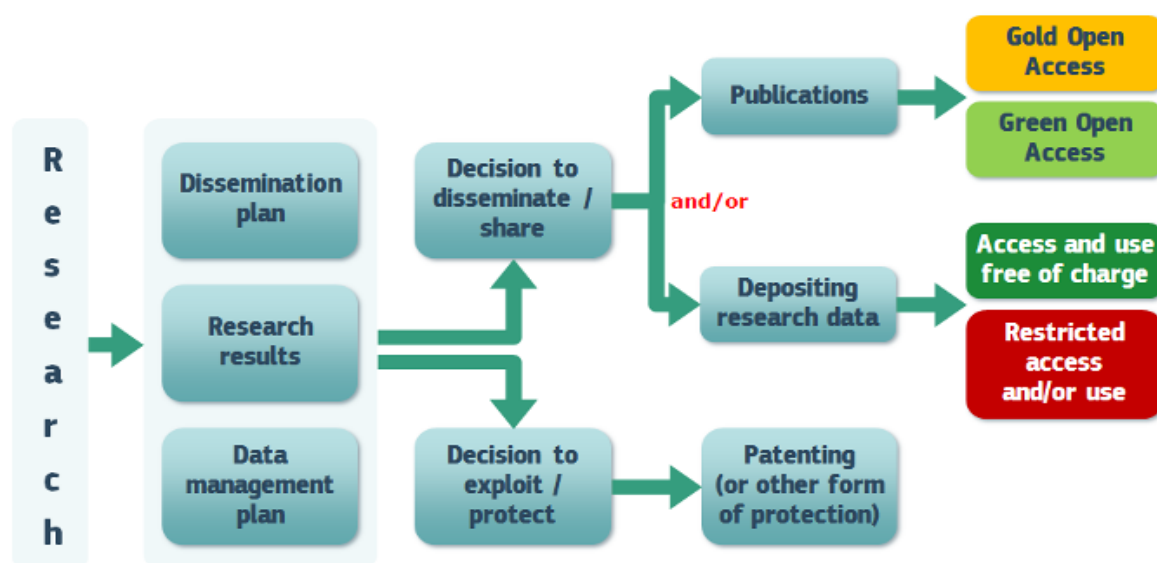 Research
Dissemination
plan
Research
results
Data
management
plan
Decision to
disseminate /
share
Decision to
exploit /
protect
and/or
Publications
Depositing
research data
Patenting
(or other form
of protection)
Gold Open
Access
Green Open
Access
Access and use
free of charge
Restricted
access
and/or use